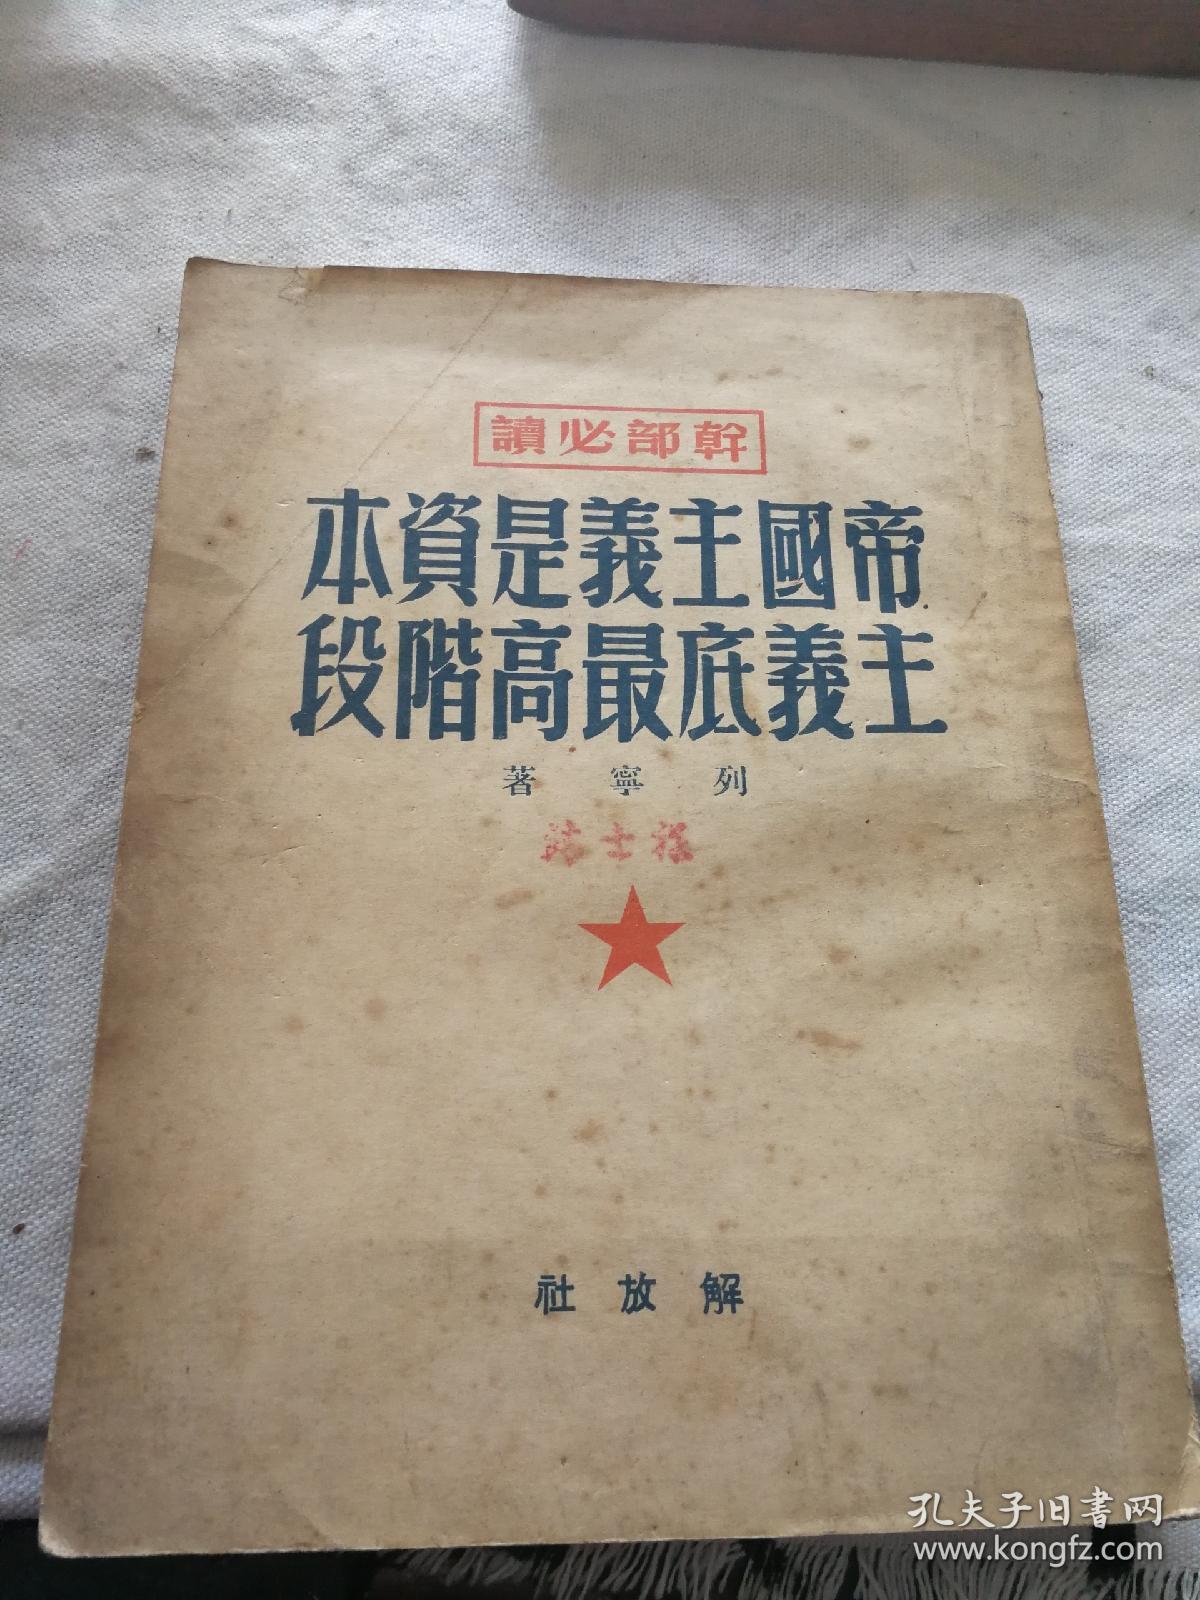 幹部必讀
帝國主義是資本
主義底最高階段
列寧著
解放社
孔夫子旧书网
www.kongfz.com